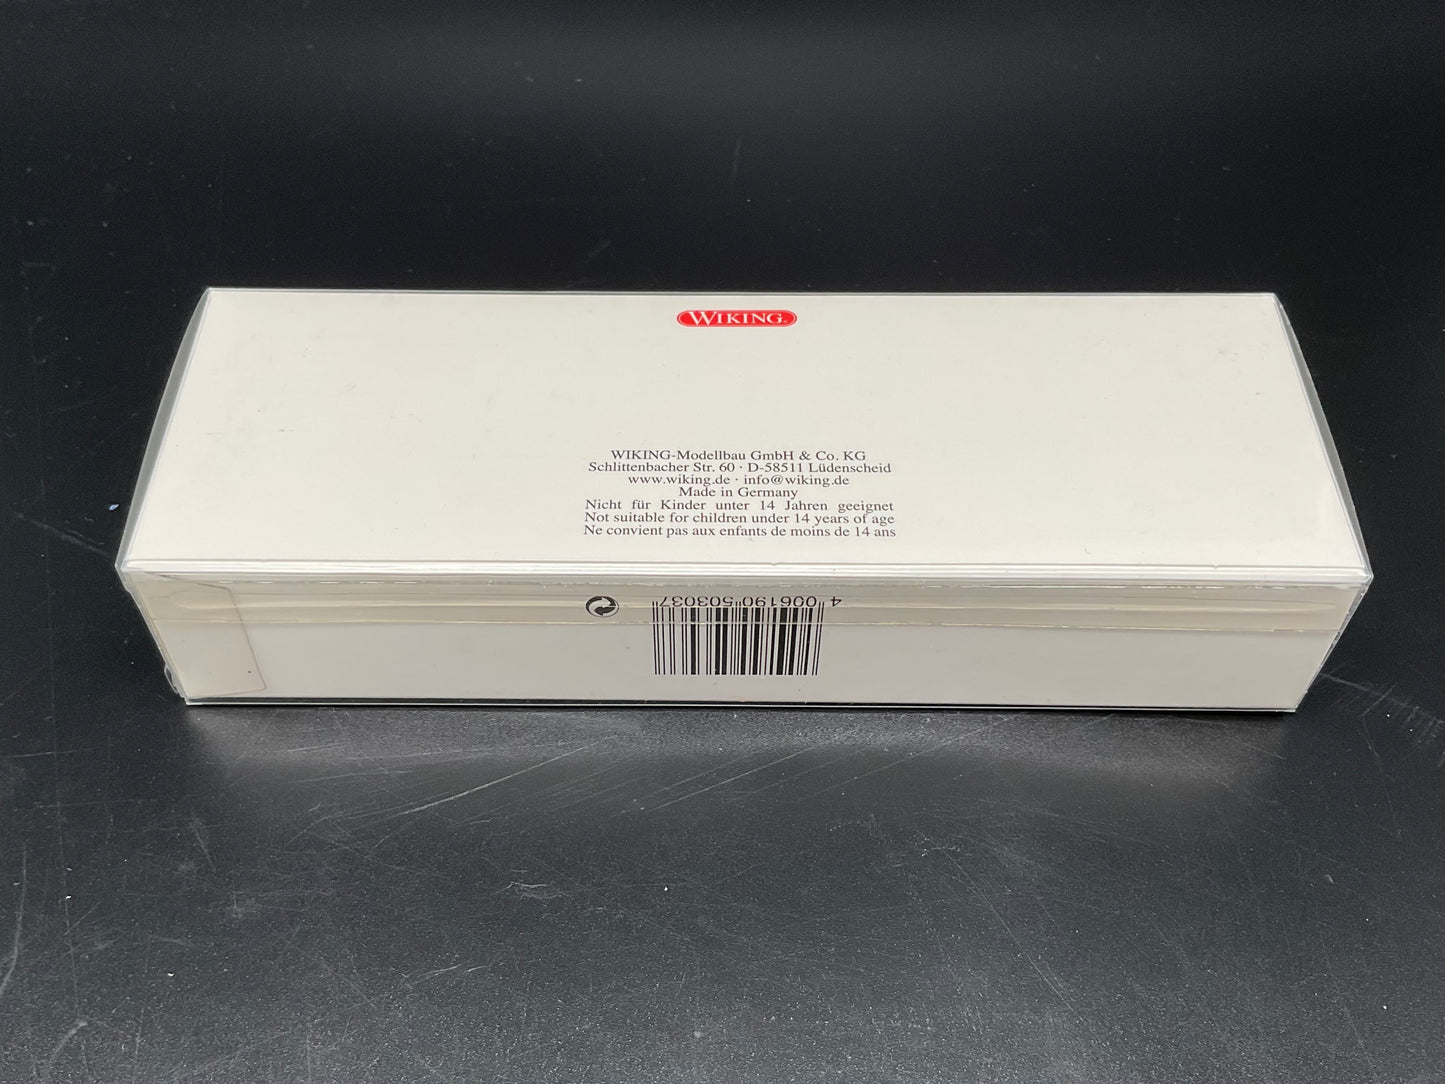 WIKING
WIKING-Modellbau GmbH & Co. KG
Schlittenbacher Str. 60 · D-58511 Lüdenscheid
www.wiking.de · info@wiking.de
Made in Germany
Nicht für Kinder unter 14 Jahren geeignet
Not suitable for children under 14 years of age
Ne convient pas aux enfants de moins de 14 ans
4 006190 503037